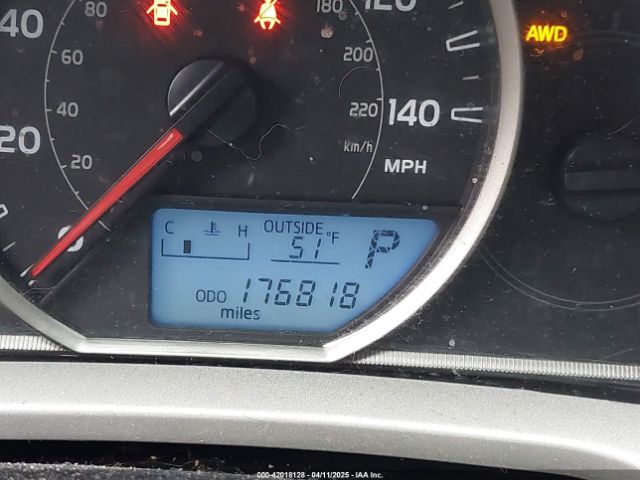 40 80 180 120
60 200 AWD
40 220 140
20 20 km/h
MPH
0
C H OUTSIDE
51 °F P
ODO 176818
miles
000-42018128 - 04/11/2025 - IAA Inc.